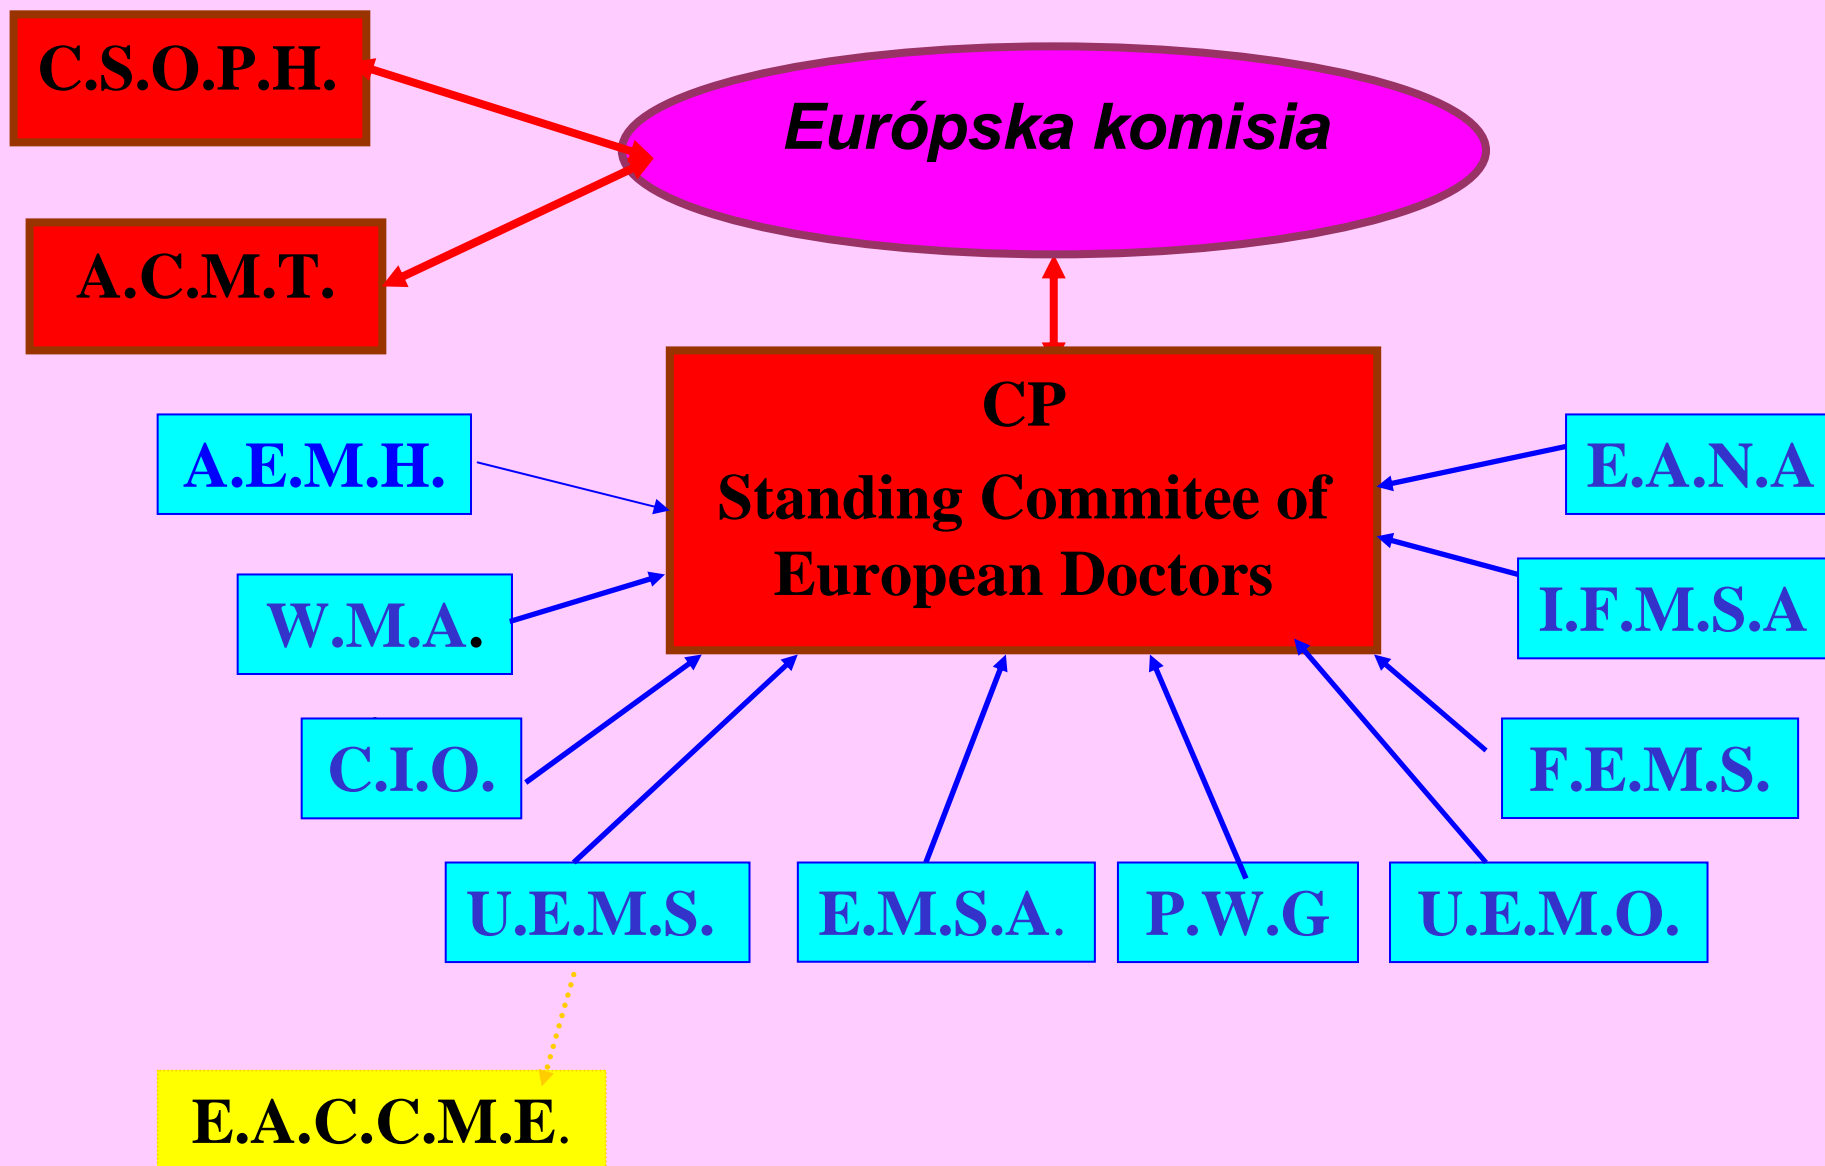 C.S.O.P.H.
Európska komisia
A.C.M.T.
CP
Standing Commitee of
European Doctors
A.E.M.H.
E.A.N.A
W.M.A.
I.F.M.S.A
C.I.O.
F.E.M.S.
U.E.M.S.
E.M.S.A.
P.W.G
U.E.M.O.
E.A.C.C.M.E.